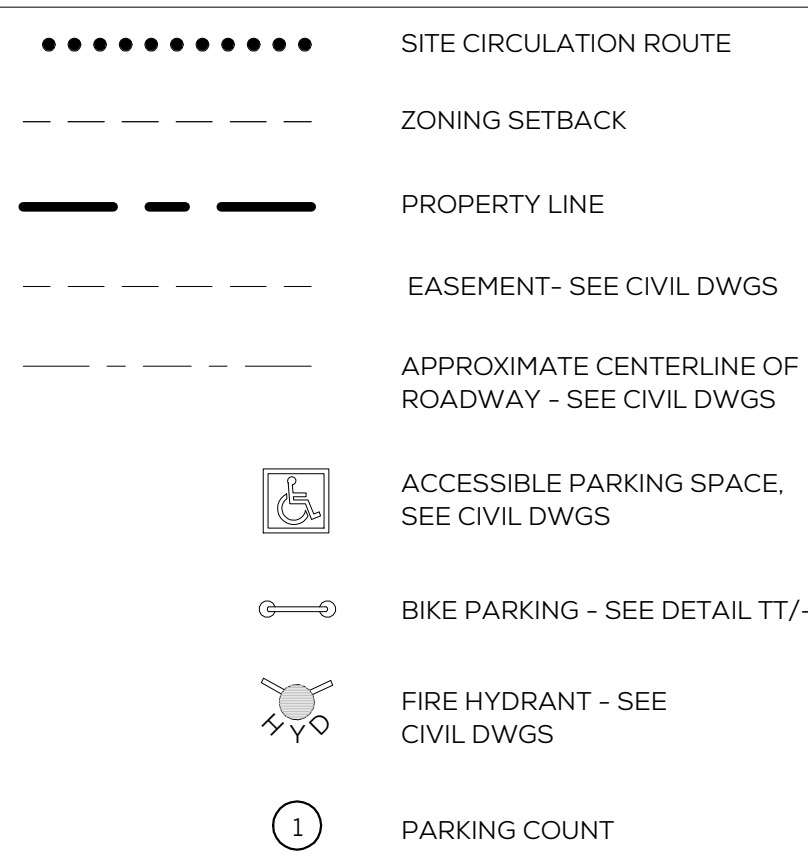 SITE CIRCULATION ROUTE
ZONING SETBACK
PROPERTY LINE
EASEMENT- SEE CIVIL DWGS
APPROXIMATE CENTERLINE OF
ROADWAY - SEE CIVIL DWGS
ACCESSIBLE PARKING SPACE,
SEE CIVIL DWGS
BIKE PARKING - SEE DETAIL TT/-
HYD
FIRE HYDRANT - SEE
CIVIL DWGS
1 PARKING COUNT